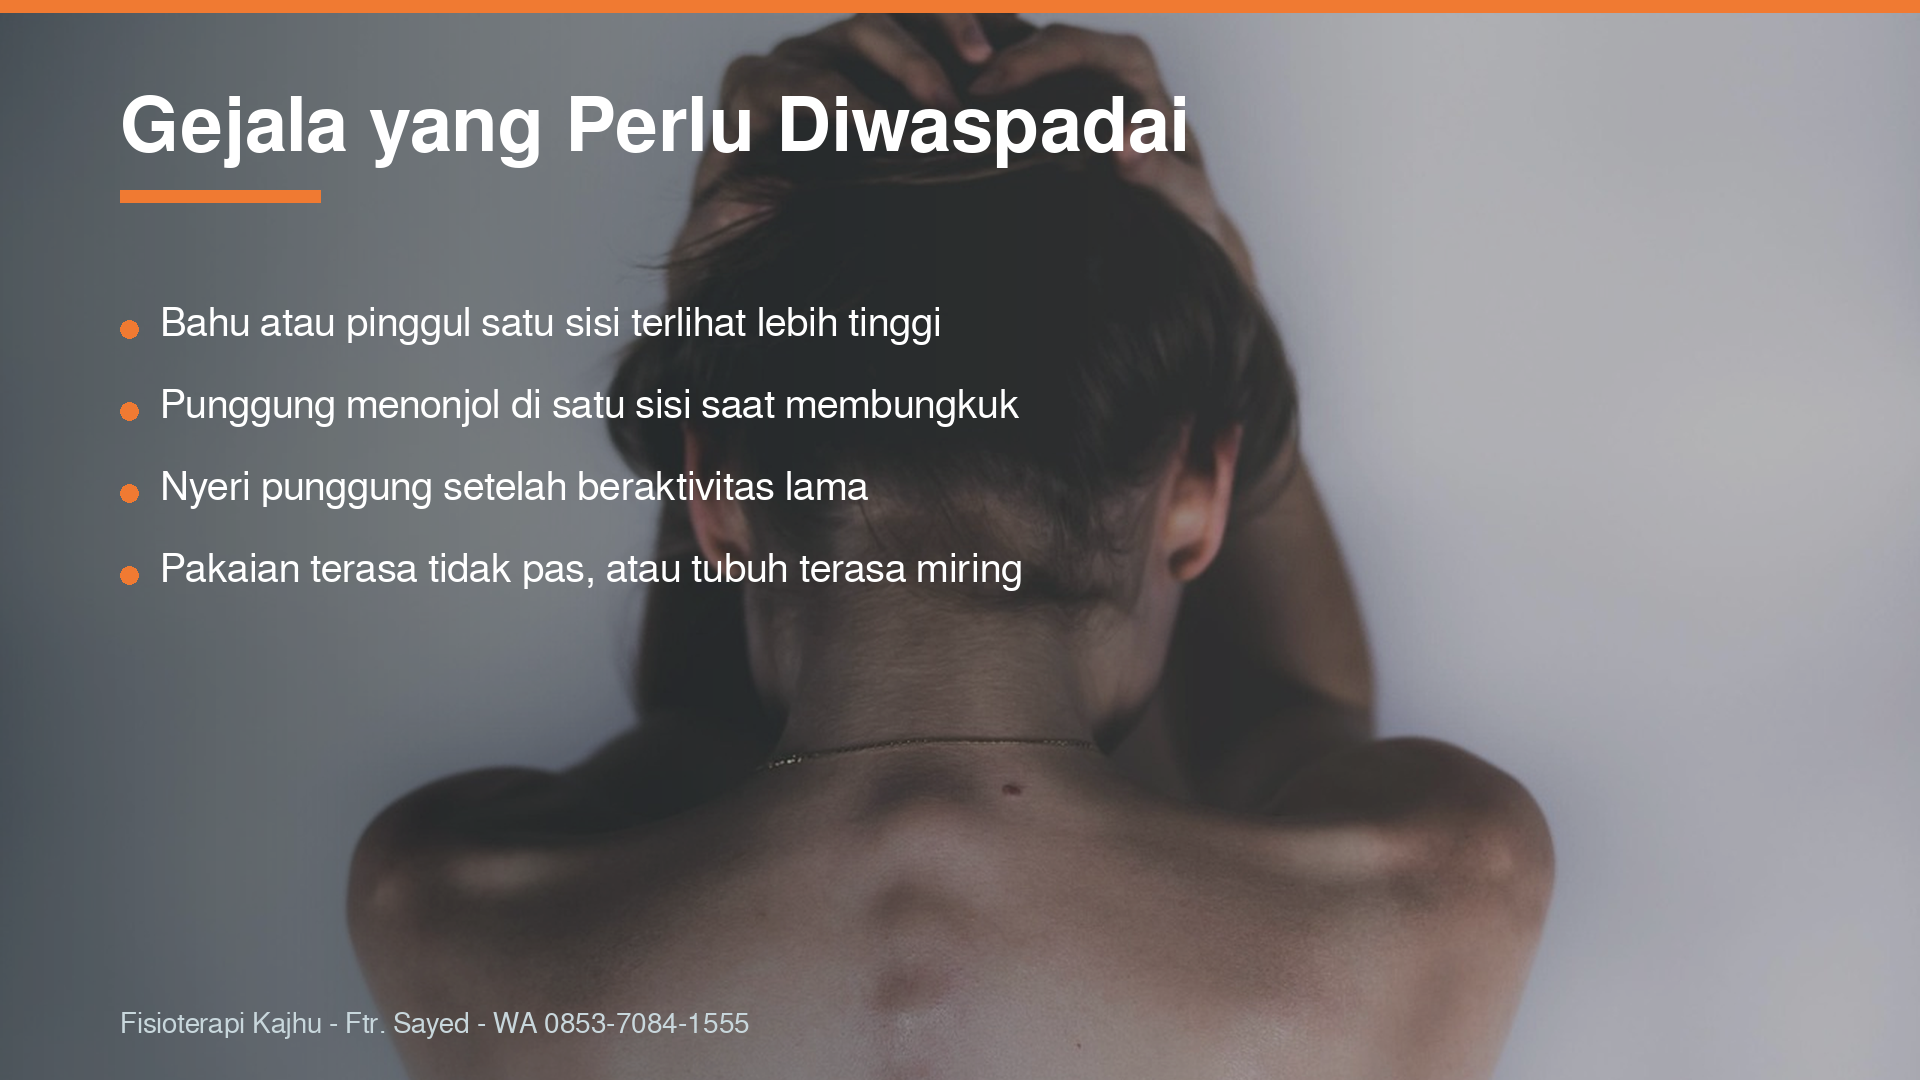 Gejala yang Perlu Diwaspadai
Bahu atau pinggul satu sisi terlihat lebih tinggi
Punggung menonjol di satu sisi saat membungkuk
Nyeri punggung setelah beraktivitas lama
Pakaian terasa tidak pas, atau tubuh terasa miring
Fisioterapi Kajhu - Ftr. Sayed - WA 0853-7084-1555